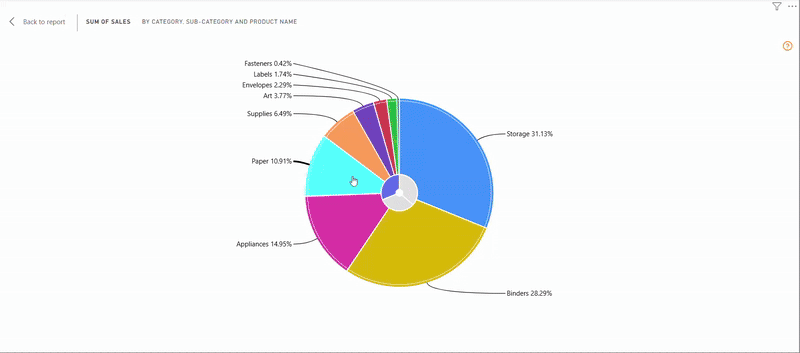 Back to report
SUM OF SALES
BY CATEGORY, SUB-CATEGORY AND PRODUCT NAME
Fasteners 0.42%
Labels 1.74%
Envelopes 2.29%
Art 3.77%
Supplies 6.49%
Storage 31.13%
Paper 10.91%
Appliances 14.95%
Binders 28.29%